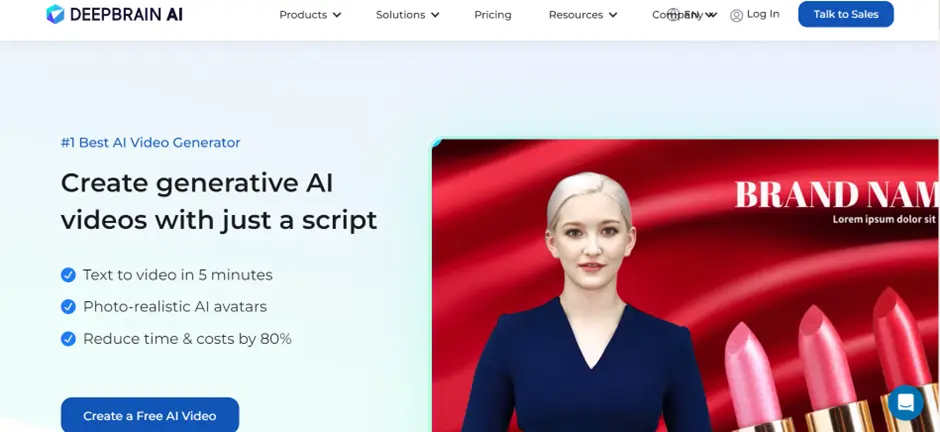 DEEPBRAIN AI
Products
Solutions
Pricing
Resources
Company
EN
Log In
Talk to Sales
#1 Best AI Video Generator
Create generative AI
videos with just a script
Text to video in 5 minutes
Photo-realistic AI avatars
Reduce time & costs by 80%
Create a Free AI Video
BRAND NAM
Lorem ipsum dolor sit